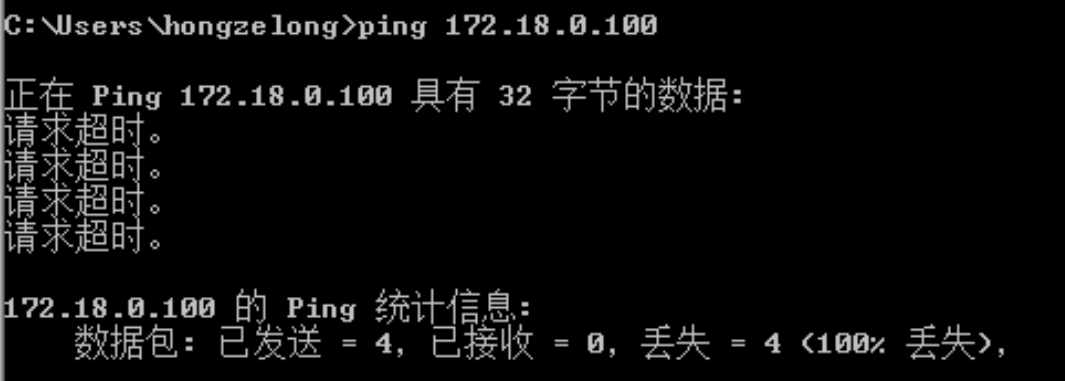 C:\Users\hongzelong>ping 172.18.0.100
正在 Ping 172.18.0.100 具有 32 字节的数据:
请求超时。
请求超时。
请求超时。
请求超时。
172.18.0.100 的 Ping 统计信息:
数据包: 已发送 = 4, 已接收 = 0, 丢失 = 4 (100% 丢失),